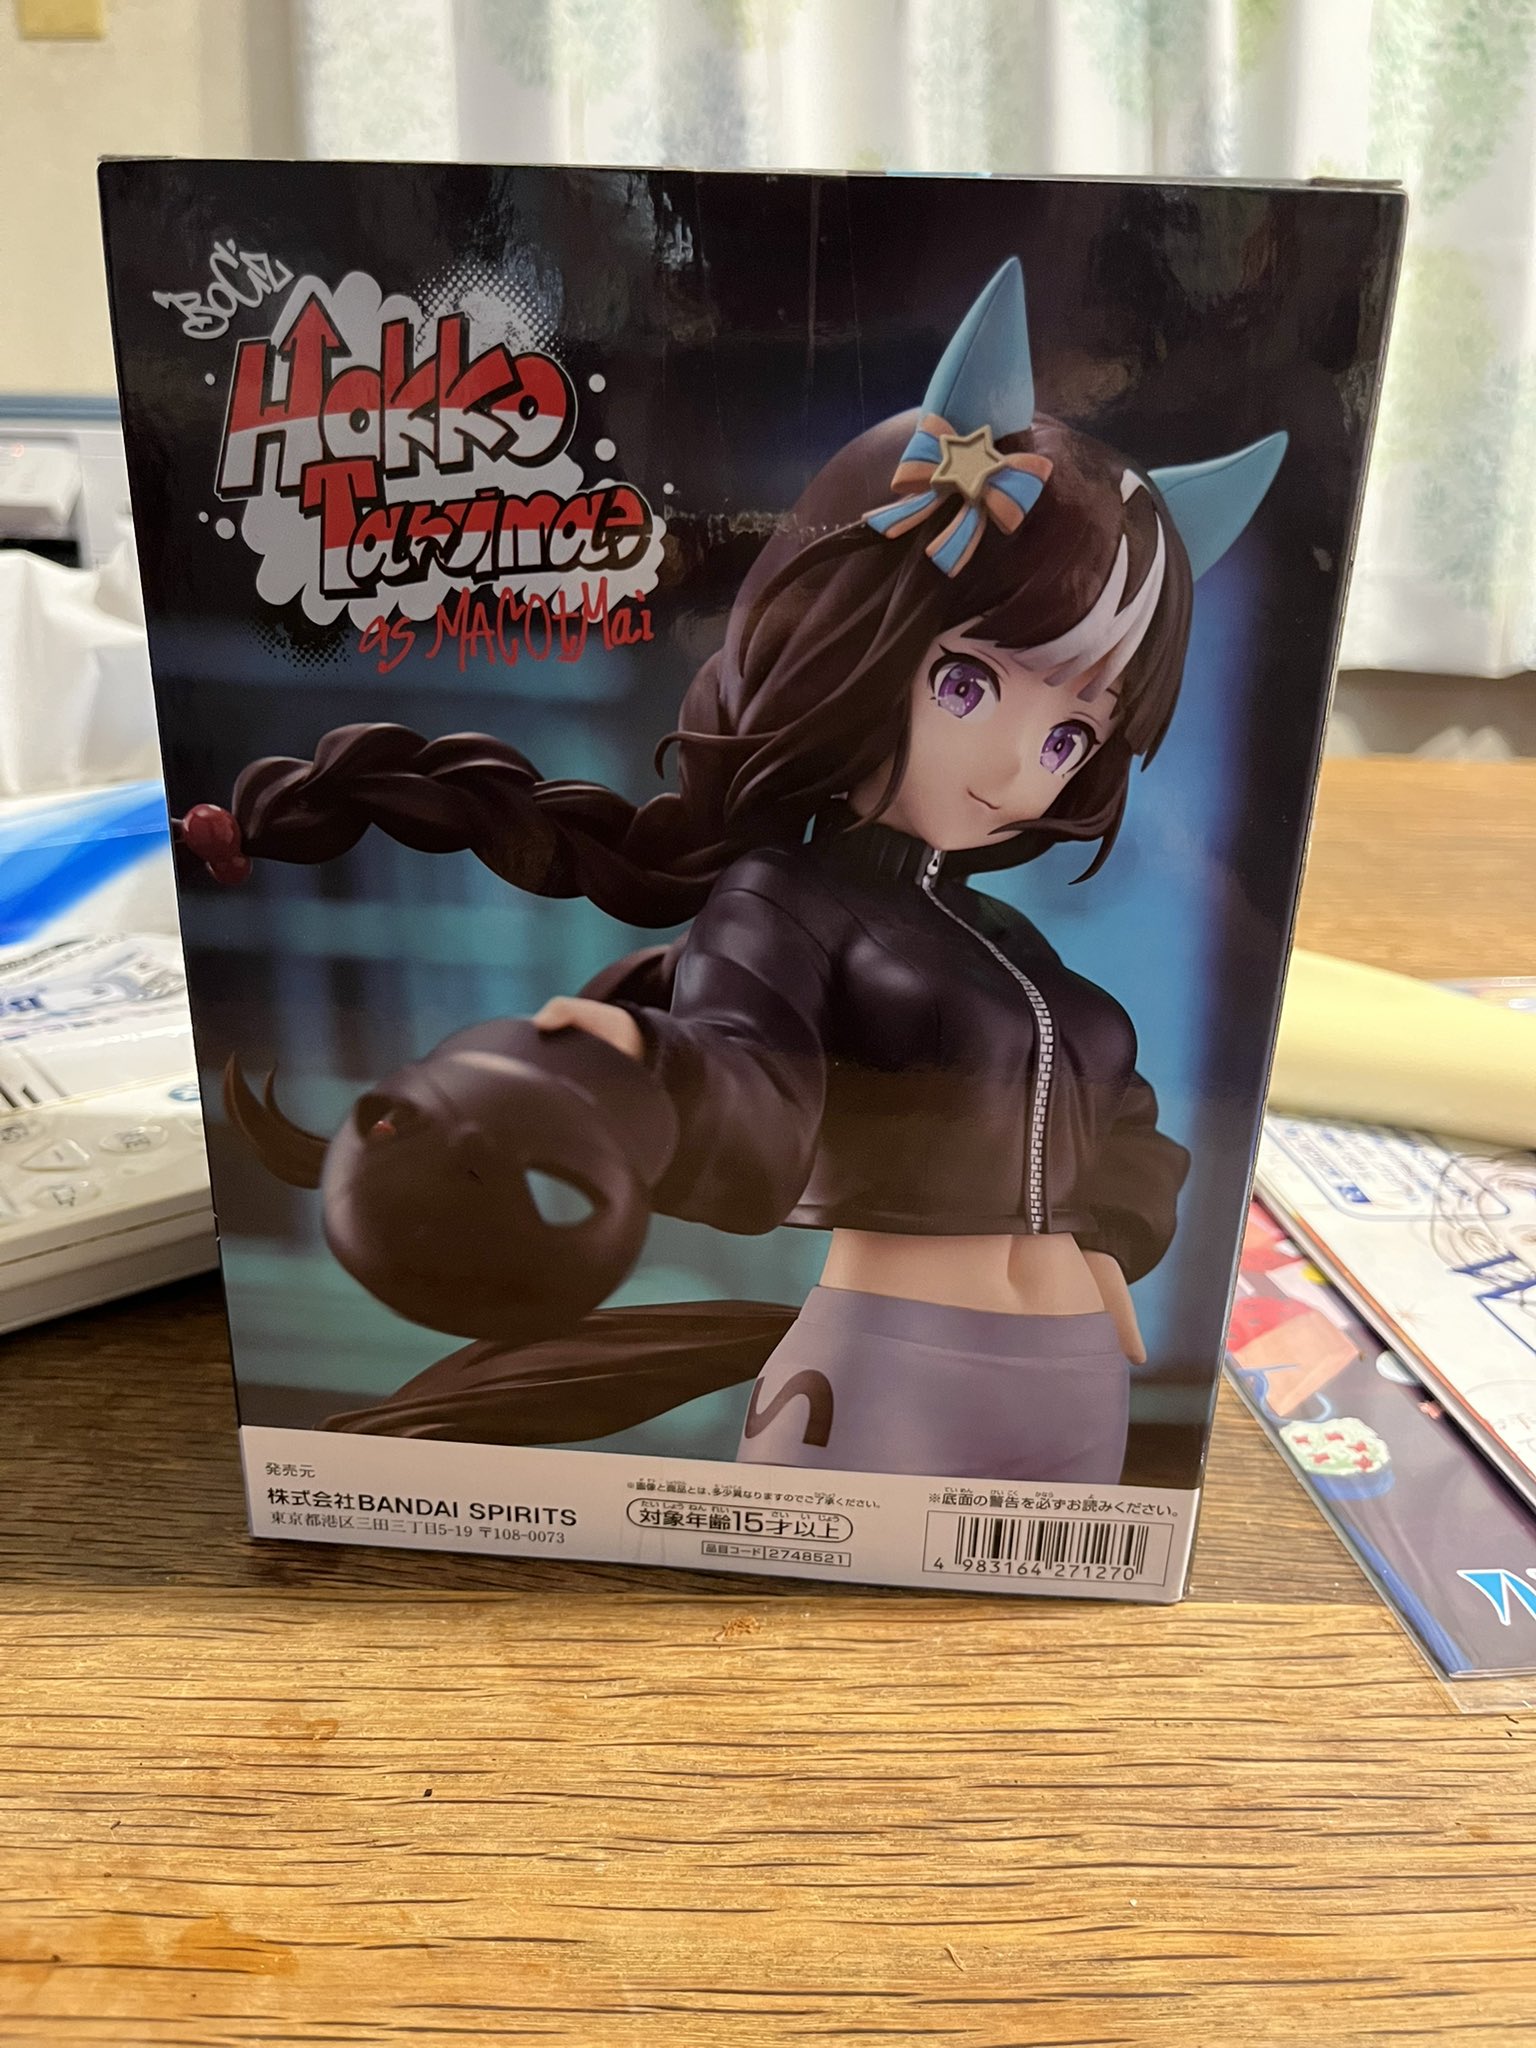 BOC'z
Hokko
Tarumae
as MACOtMai
S
発売元
株式会社BANDAI SPIRITS
東京都港区三田三丁目5-19 〒108-0073
※画像と商品とは、多少異なりますのでご了承ください。
対象年齢15才以上
品目コード 2748521
※底面の警告を必ずお読みください。
4 983164 271270